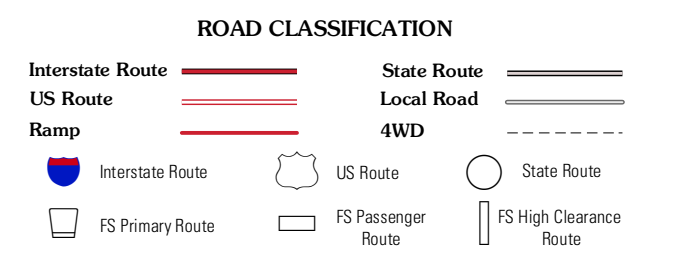 ROAD CLASSIFICATION
Interstate Route State Route
US Route Local Road
Ramp 4WD
Interstate Route US Route State Route
FS Primary Route FS Passenger Route FS High Clearance Route